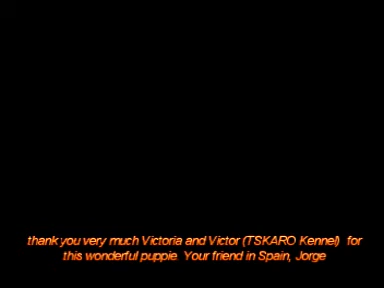 thank you very much Victoria and Victor (TSKARO Kennel) for
this wonderful puppie. Your friend in Spain, Jorge